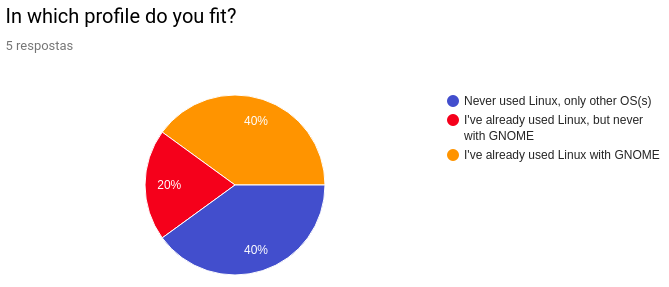 In which profile do you fit?
5 respostas
40%
20%
40%
Never used Linux, only other OS(s)
I've already used Linux, but never
with GNOME
I've already used Linux with GNOME